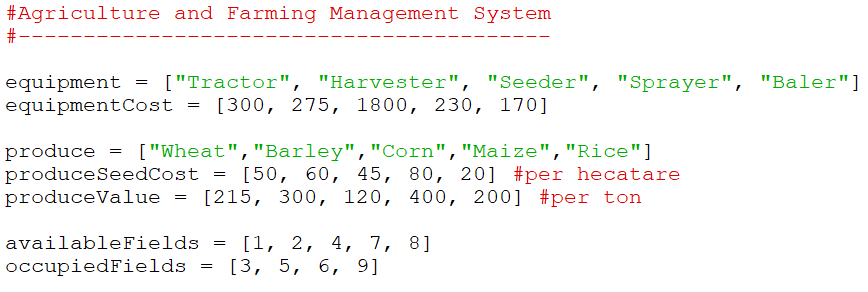 #Agriculture and Farming Management System
#-----------------------------------------
equipment = ["Tractor", "Harvester", "Seeder", "Sprayer", "Baler"]
equipmentCost = [300, 275, 1800, 230, 170]
produce = ["Wheat","Barley","Corn","Maize","Rice"]
produceSeedCost = [50, 60, 45, 80, 20] #per hecatare
produceValue = [215, 300, 120, 400, 200] #per ton
availableFields = [1, 2, 4, 7, 8]
occupiedFields = [3, 5, 6, 9]